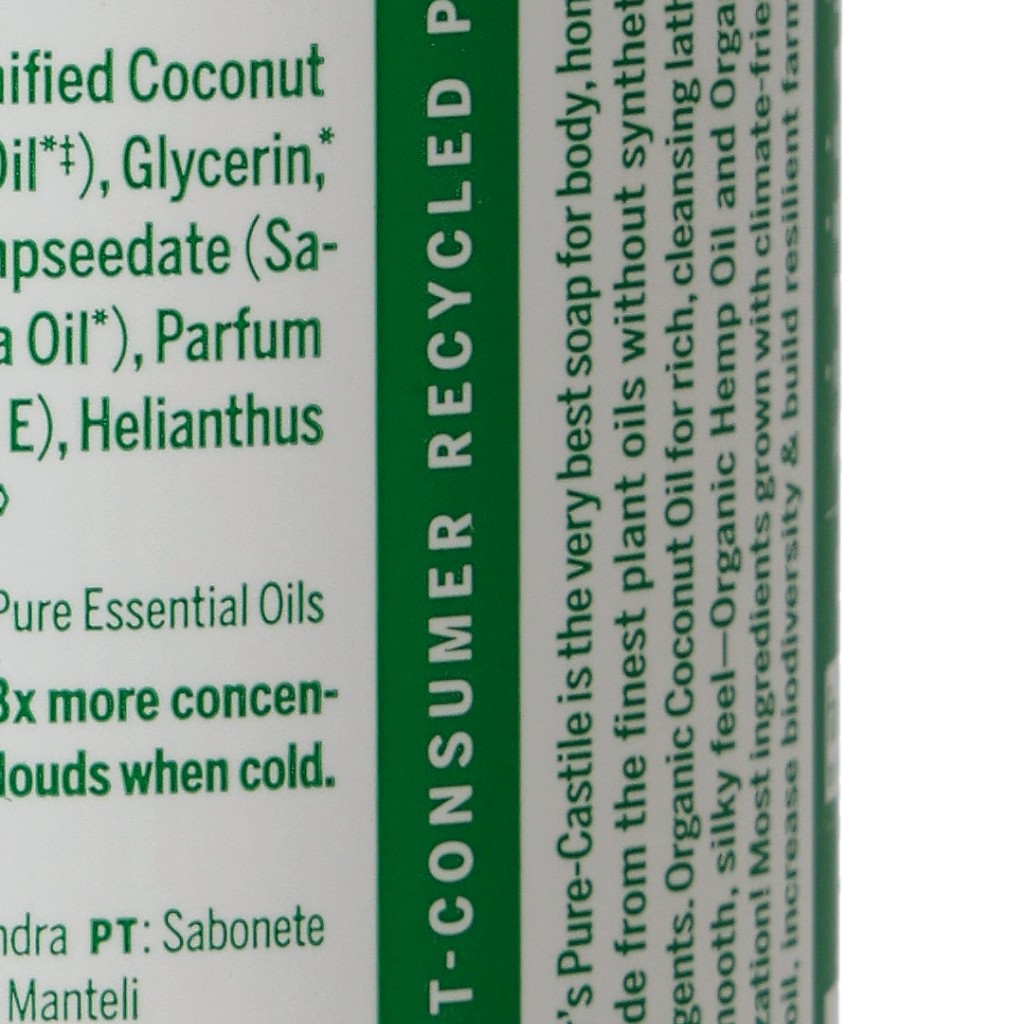 ified Coconut
Oil*‡), Glycerin,*
pseedate (Sa-
a Oil*), Parfum
E), Helianthus
Pure Essential Oils
3x more concen-
louds when cold.
ndra PT: Sabonete
Manteli
T-CONSUMER RECYCLED P
's Pure-Castile is the very best soap for body, hom
de from the finest plant oils without synthet
gents. Organic Coconut Oil for rich, cleansing lath
mooth, silky feel—Organic Hemp Oil and Orga
zation! Most ingredients grown with climate-frie
oil, increase biodiversity & build resilient farm